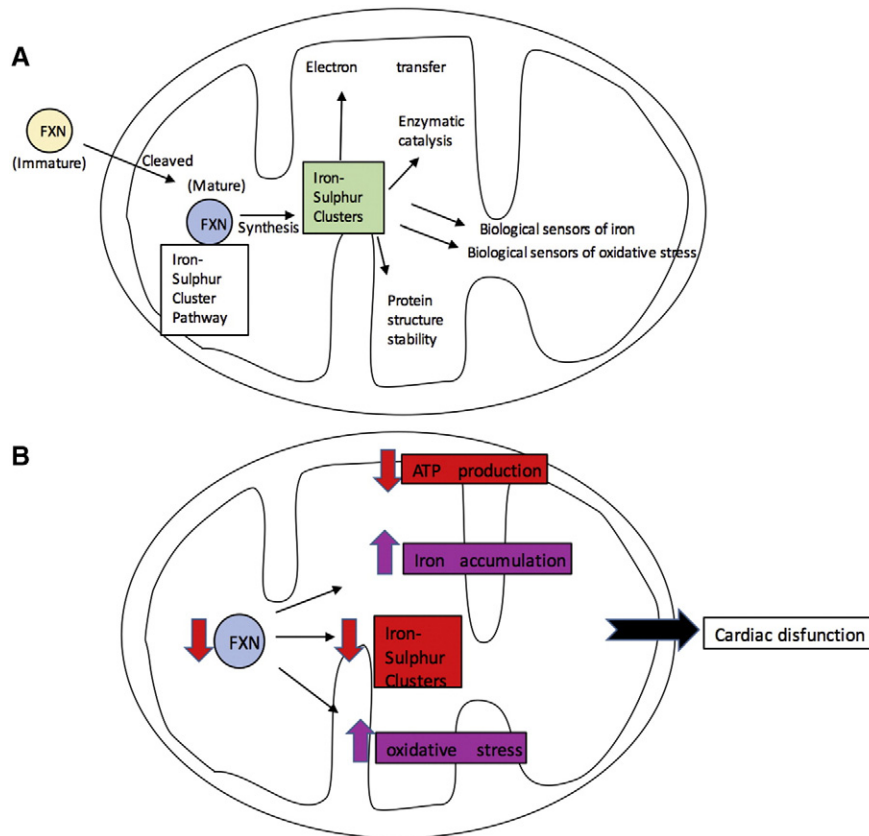 A
Electron transfer
FXN
(Immature)
Cleaved
Enzymatic
catalysis
(Mature)
FXN
Synthesis
Iron-
Sulphur
Clusters
Biological sensors of iron
Biological sensors of oxidative stress
Iron-
Sulphur
Cluster
Pathway
Protein
structure
stability
B
ATP production
Iron accumulation
FXN
Iron-
Sulphur
Clusters
Cardiac disfunction
oxidative stress